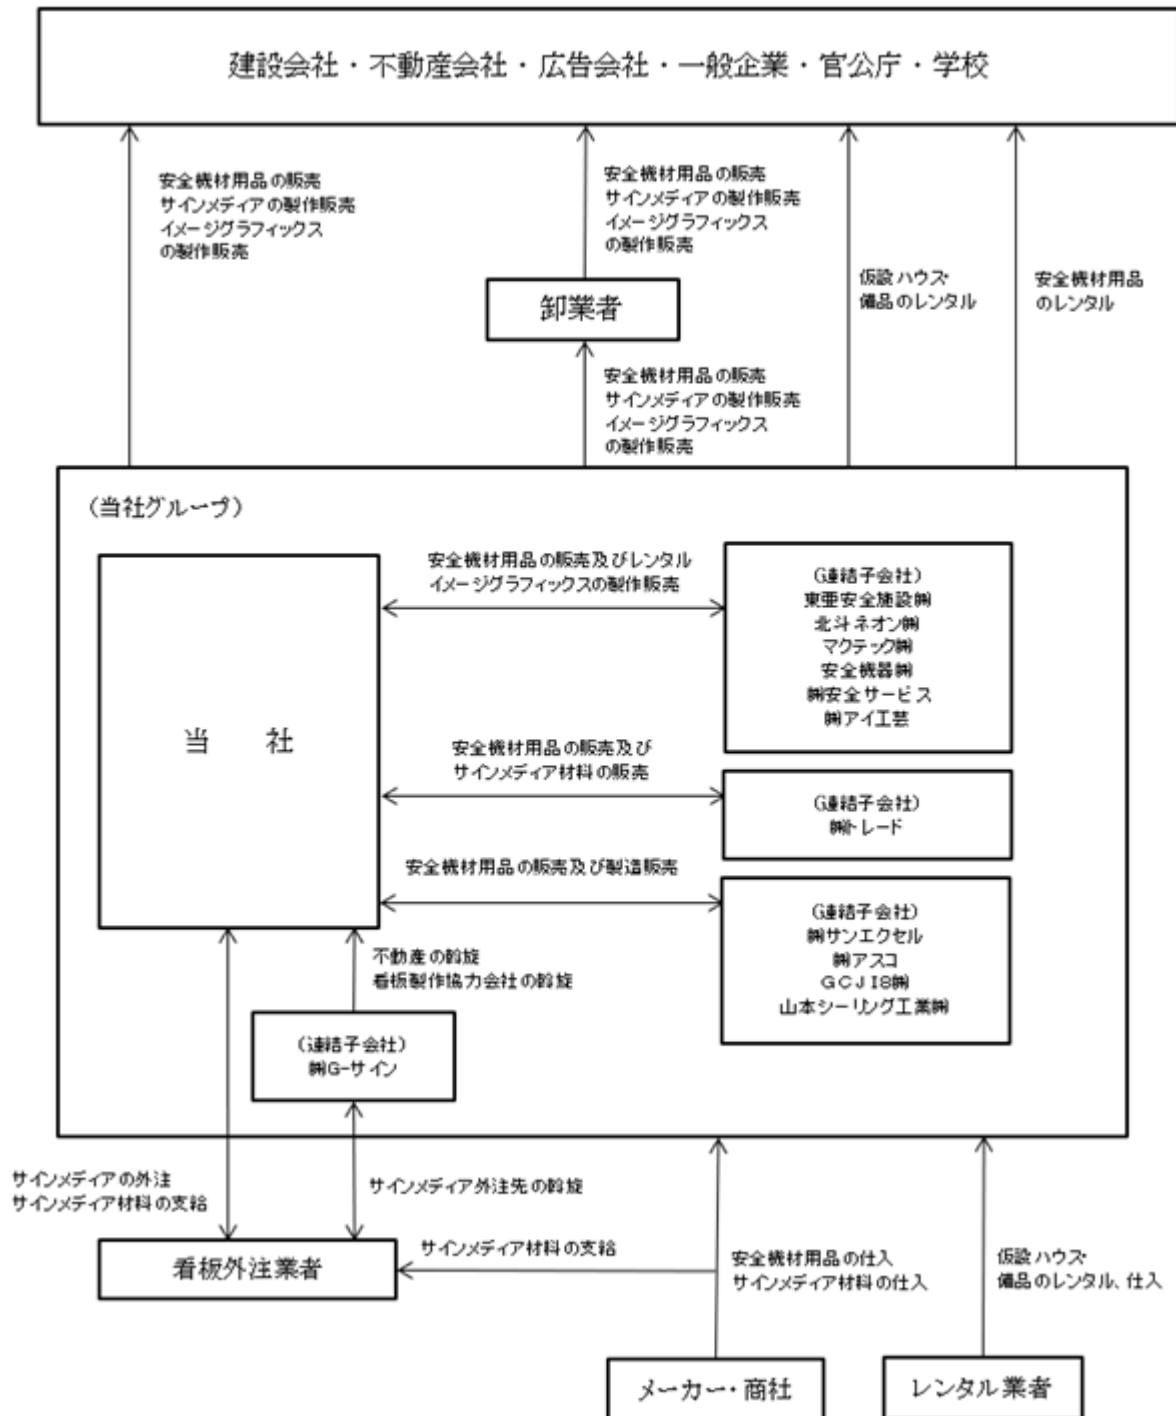 建設会社・不動産会社・広告会社・一般企業・官公庁・学校
安全機材用品の販売
サインメディアの製作販売
イメージグラフィックス
の製作販売
安全機材用品の販売
サインメディアの製作販売
イメージグラフィックス
の製作販売
仮設ハウス・
備品のレンタル
安全機材用品
のレンタル
卸業者
安全機材用品の販売
サインメディアの製作販売
イメージグラフィックス
の製作販売
(当社グループ)
当 社
安全機材用品の販売及びレンタル
イメージグラフィックスの製作販売
(連結子会社)
東亜安全施設㈱
北斗ネオン㈱
マクテック㈱
安全機器㈱
㈱安全サービス
㈱アイ工芸
安全機材用品の販売及び
サインメディア材料の販売
(連結子会社)
㈱トレード
安全機材用品の販売及び製造販売
(連結子会社)
㈱サンエクセル
㈱アスコ
GCJ18㈱
山本シーリング工業㈱
不動産の斡旋
看板製作協力会社の斡旋
(連結子会社)
㈱G-サイン
サインメディアの外注
サインメディア材料の支給
サインメディア外注先の斡旋
看板外注業者
サインメディア材料の支給
安全機材用品の仕入
サインメディア材料の仕入
仮設ハウス・
備品のレンタル、仕入
メーカー・商社
レンタル業者